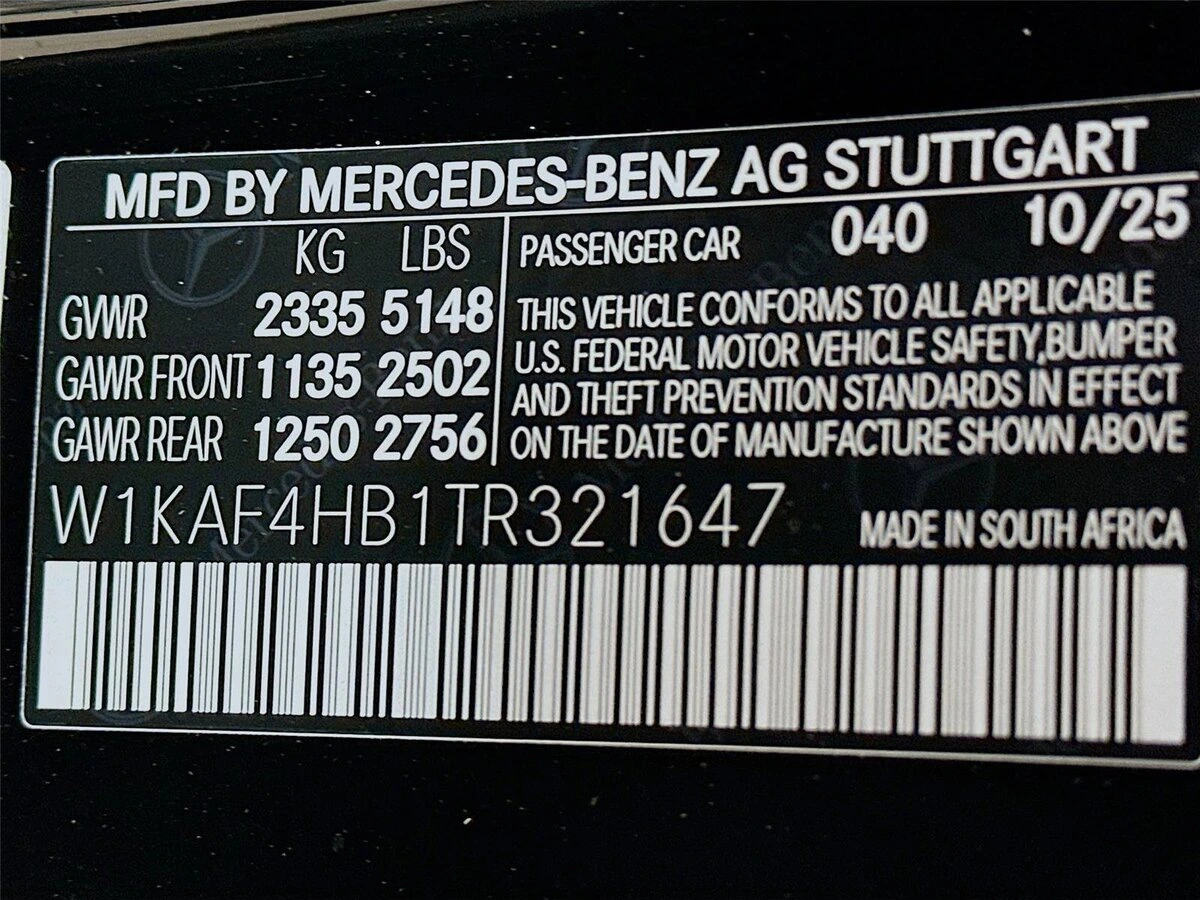 MFD BY MERCEDES-BENZ AG STUTTGART
KG LBS
GVWR 2335 5148
GAWR FRONT 1135 2502
GAWR REAR 1250 2756
PASSENGER CAR 040 10/25
THIS VEHICLE CONFORMS TO ALL APPLICABLE
U.S. FEDERAL MOTOR VEHICLE SAFETY,BUMPER
AND THEFT PREVENTION STANDARDS IN EFFECT
ON THE DATE OF MANUFACTURE SHOWN ABOVE
W1KAF4HB1TR321647
MADE IN SOUTH AFRICA